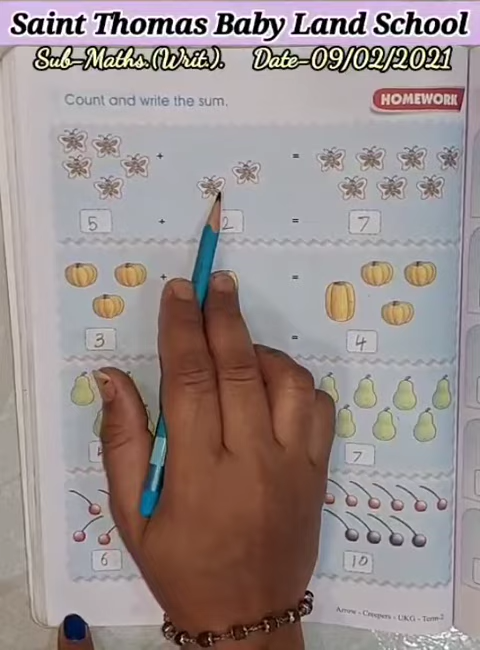 Saint Thomas Baby Land School
Sub-Maths.(Writ.). Date-09/02/2021
Count and write the sum.
HOMEWORK
+ =
5 + 2 = 7
+ =
3 = 4
7
6 10
Arrow - Creepers - UKG - Term-2